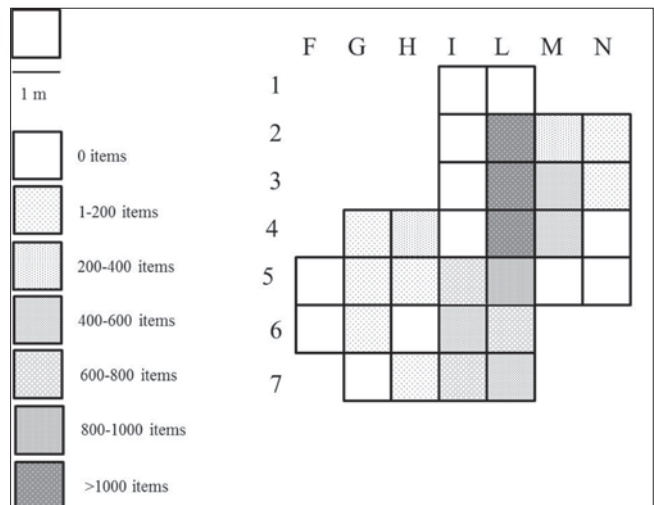 F G H I L M N
1 m
1
2
3
4
5
6
7
0 items
1-200 items
200-400 items
400-600 items
600-800 items
800-1000 items
>1000 items